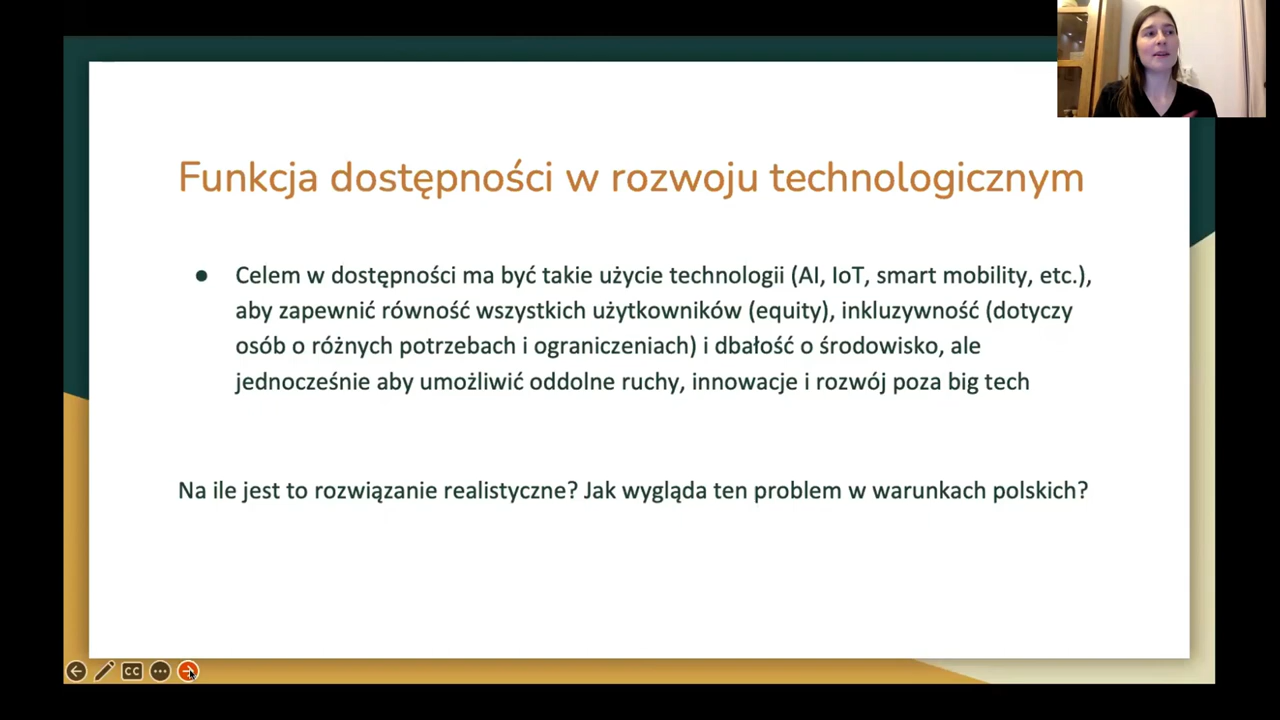 Funkcja dostępności w rozwoju technologicznym
● Celem w dostępności ma być takie użycie technologii (AI, IoT, smart mobility, etc.),
aby zapewnić równość wszystkich użytkowników (equity), inkluzywność (dotyczy
osób o różnych potrzebach i ograniczeniach) i dbałość o środowisko, ale
jednocześnie aby umożliwić oddolne ruchy, innowacje i rozwój poza big tech
Na ile jest to rozwiązanie realistyczne? Jak wygląda ten problem w warunkach polskich?
CC